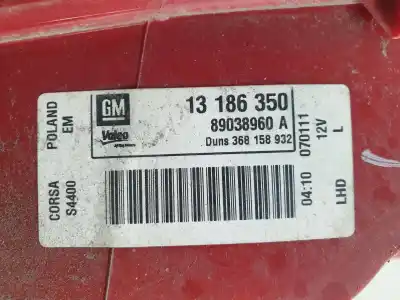 POLAND
EM
CORSA
S4400
GM
Valeo
13 186 350
89038960 A
Duns 368 158 932
070111
12V
L
04:10
LHD